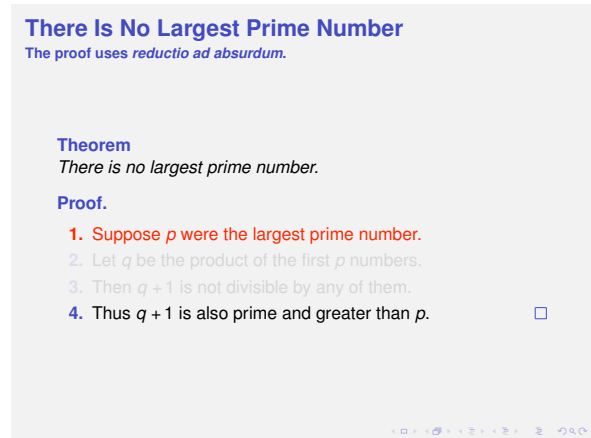 There Is No Largest Prime Number
The proof uses reductio ad absurdum.
Theorem
There is no largest prime number.
Proof.
1. Suppose p were the largest prime number.
2. Let q be the product of the first p numbers.
3. Then q + 1 is not divisible by any of them.
4. Thus q + 1 is also prime and greater than p.